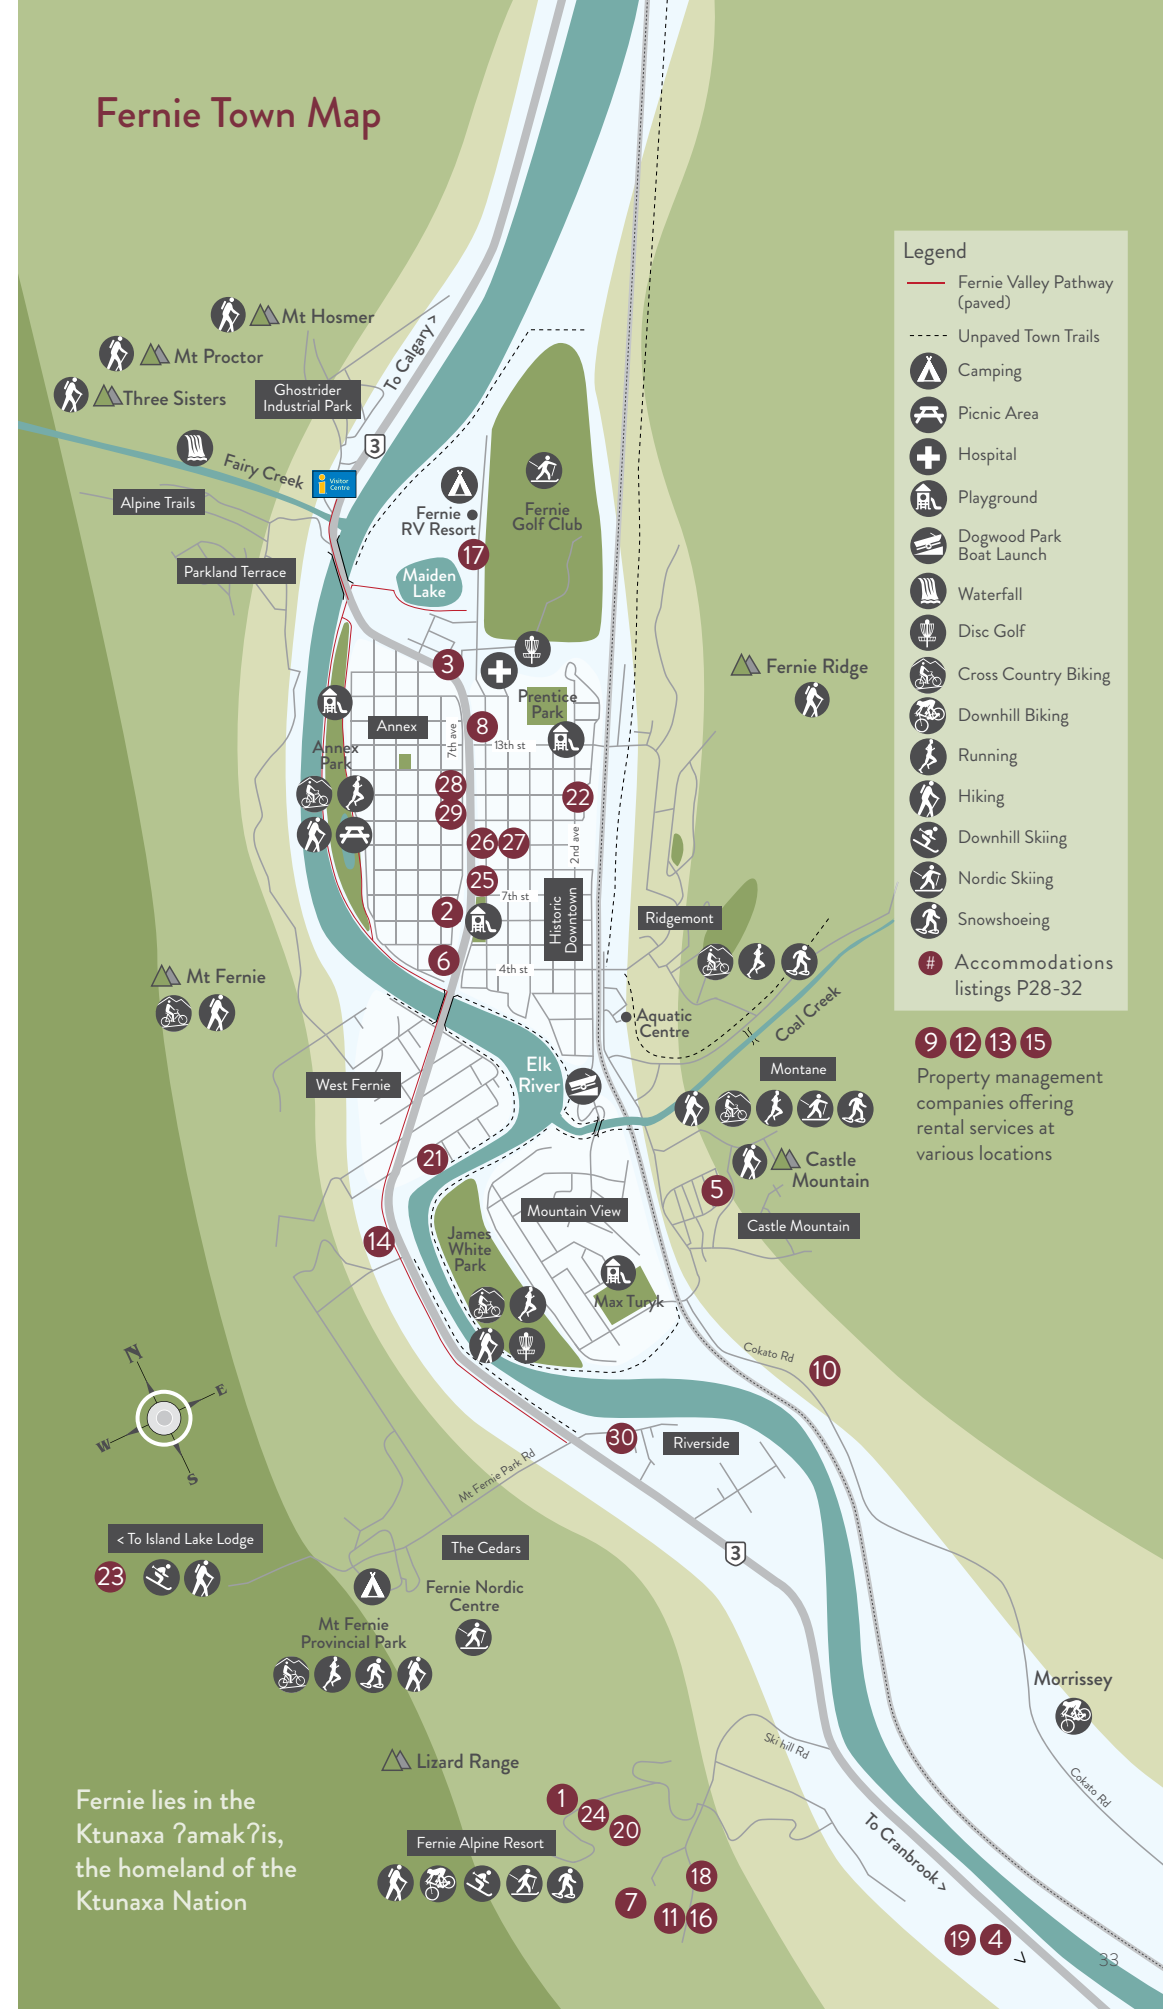 Fernie Town Map
Legend
Fernie Valley Pathway
(paved)
Unpaved Town Trails
Camping
Picnic Area
Hospital
Playground
Dogwood Park
Boat Launch
Waterfall
Disc Golf
Cross Country Biking
Downhill Biking
Running
Hiking
Downhill Skiing
Nordic Skiing
Snowshoeing
# Accommodations
listings P28-32
9 12 13 15
Property management
companies offering
rental services at
various locations
Mt Hosmer
Mt Proctor
Three Sisters
Ghostrider
Industrial Park
To Calgary >
3
Fairy Creek
i Visitor
Centre
Alpine Trails
Parkland Terrace
Fernie
RV Resort
17
Fernie
Golf Club
Maiden
Lake
3
Prentice
Park
Fernie Ridge
Annex
7th ave
8
13th st
Annex
Park
28
29
22
26 27
2nd ave
25
7th st
2
Historic
Downtown
Ridgemont
6
4th st
Mt Fernie
Aquatic
Centre
Coal Creek
Elk
River
Montane
West Fernie
21
Castle
Mountain
5
Mountain View
Castle Mountain
14
James
White
Park
Max Turyk
Cokato Rd
10
N
E
W
S
30
Riverside
Mt Fernie Park Rd
3
< To Island Lake Lodge
23
The Cedars
Fernie Nordic
Centre
Mt Fernie
Provincial Park
Morrissey
Ski hill Rd
Lizard Range
Cokato Rd
1
24
20
Fernie Alpine Resort
To Cranbrook >
18
7
11 16
19 4
>
Fernie lies in the
Ktunaxa ʔamakʔis,
the homeland of the
Ktunaxa Nation
33